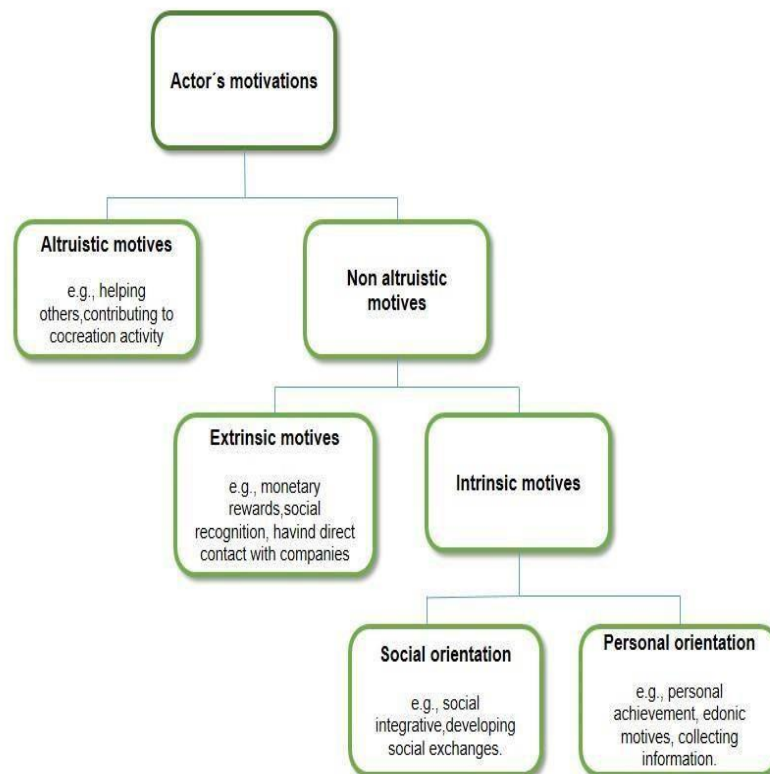 Actor´s motivations
Altruistic motives
e.g., helping
others,contributing to
cocreation activity
Non altruistic
motives
Extrinsic motives
e.g., monetary
rewards,social
recognition, havind direct
contact with companies
Intrinsic motives
Social orientation
e.g., social
integrative,developing
social exchanges.
Personal orientation
e.g., personal
achievement, edonic
motives, collecting
information.